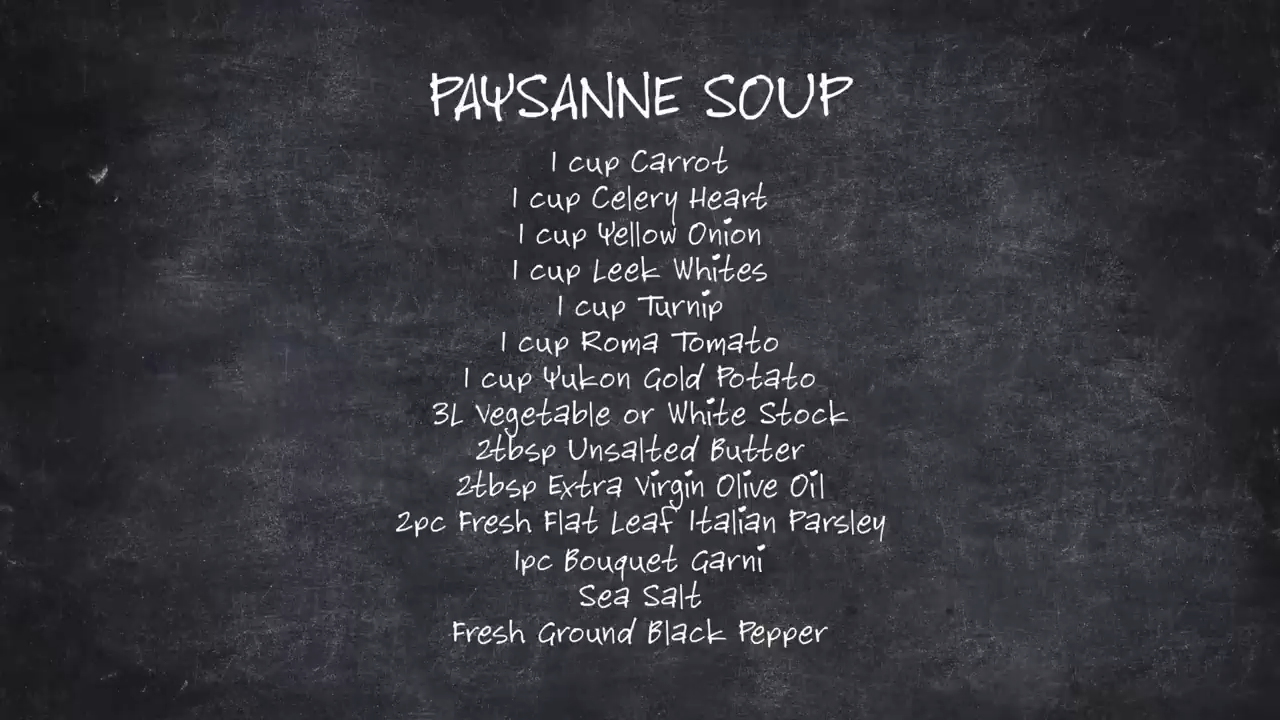 PAYSANNE SOUP
1 cup Carrot
1 cup Celery Heart
1 cup Yellow Onion
1 cup Leek Whites
1 cup Turnip
1 cup Roma Tomato
1 cup Yukon Gold Potato
3L Vegetable or White Stock
2tbsp Unsalted Butter
2tbsp Extra Virgin Olive Oil
2pc Fresh Flat Leaf Italian Parsley
1pc Bouquet Garni
Sea Salt
Fresh Ground Black Pepper